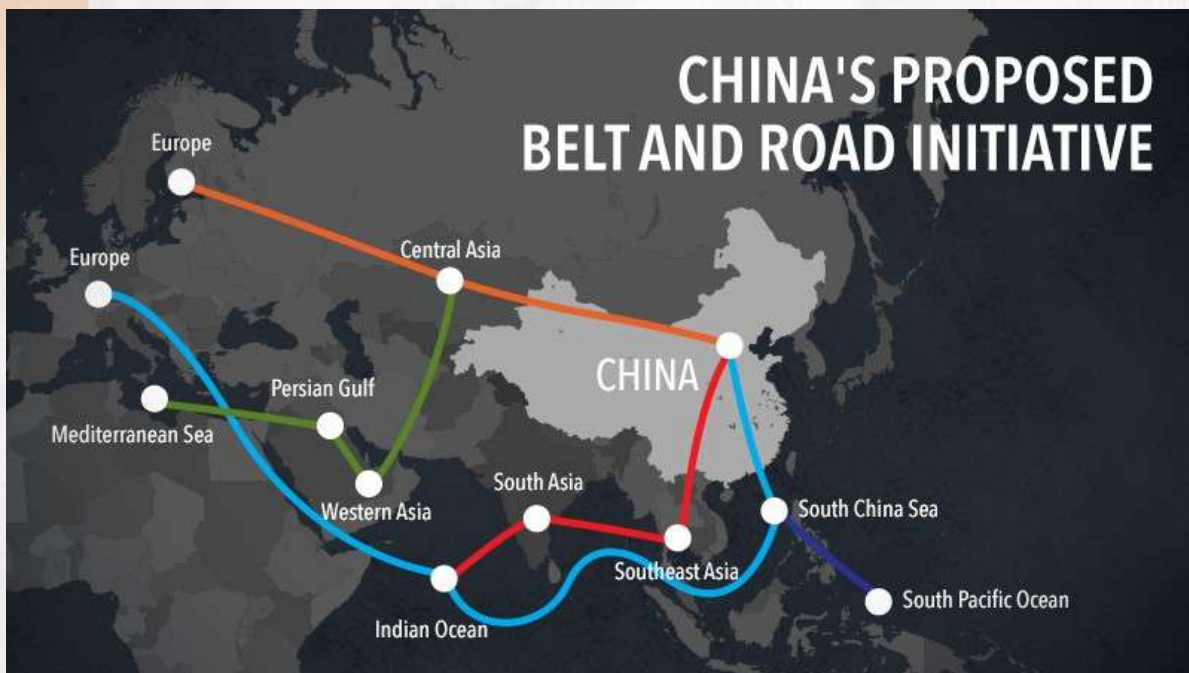 CHINA'S PROPOSED
BELT AND ROAD INITIATIVE
Europe
Central Asia
Europe
CHINA
Persian Gulf
Mediterranean Sea
South Asia
Western Asia
South China Sea
Southeast Asia
South Pacific Ocean
Indian Ocean